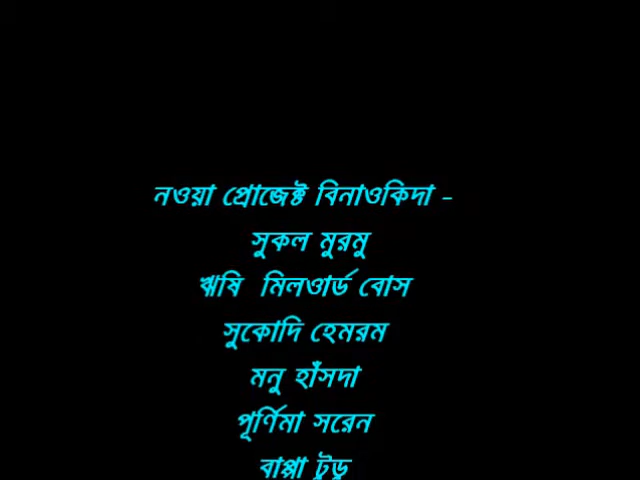 নওয়া প্রোজেক্ট বিনাওকিদা -
সুকল মুরমু
ঋষি মিলওার্ড বোস
সুকোদি হেমরম
মনু হাঁসদা
পূর্ণিমা সরেন
বাপ্পা টুডু